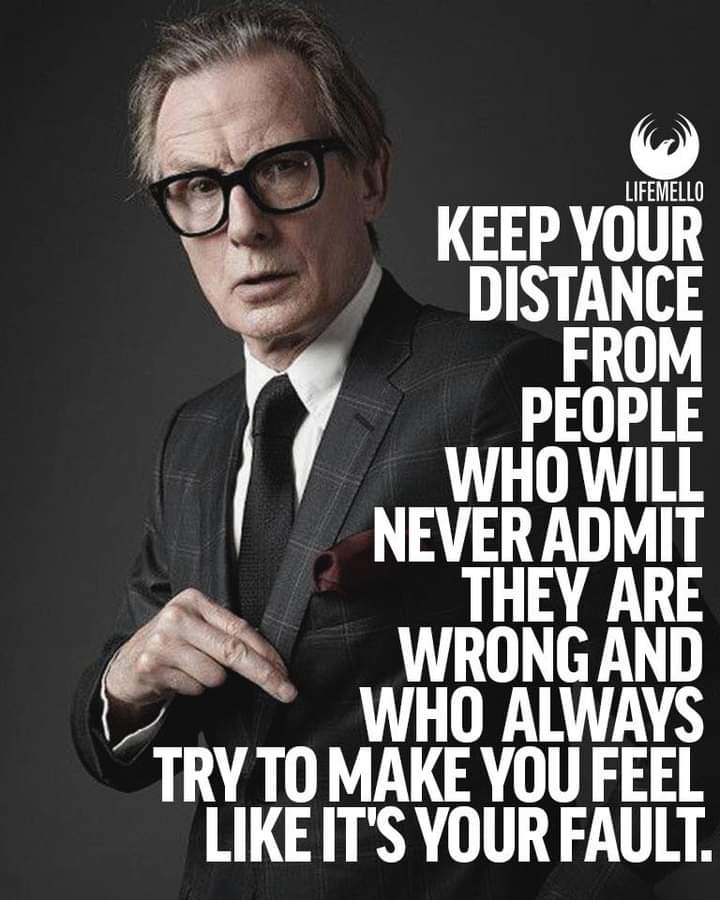 LIFEMELLO
KEEP YOUR
DISTANCE
FROM
PEOPLE
WHO WILL
NEVER ADMIT
THEY ARE
WRONG AND
WHO ALWAYS
TRY TO MAKE YOU FEEL
LIKE IT'S YOUR FAULT.